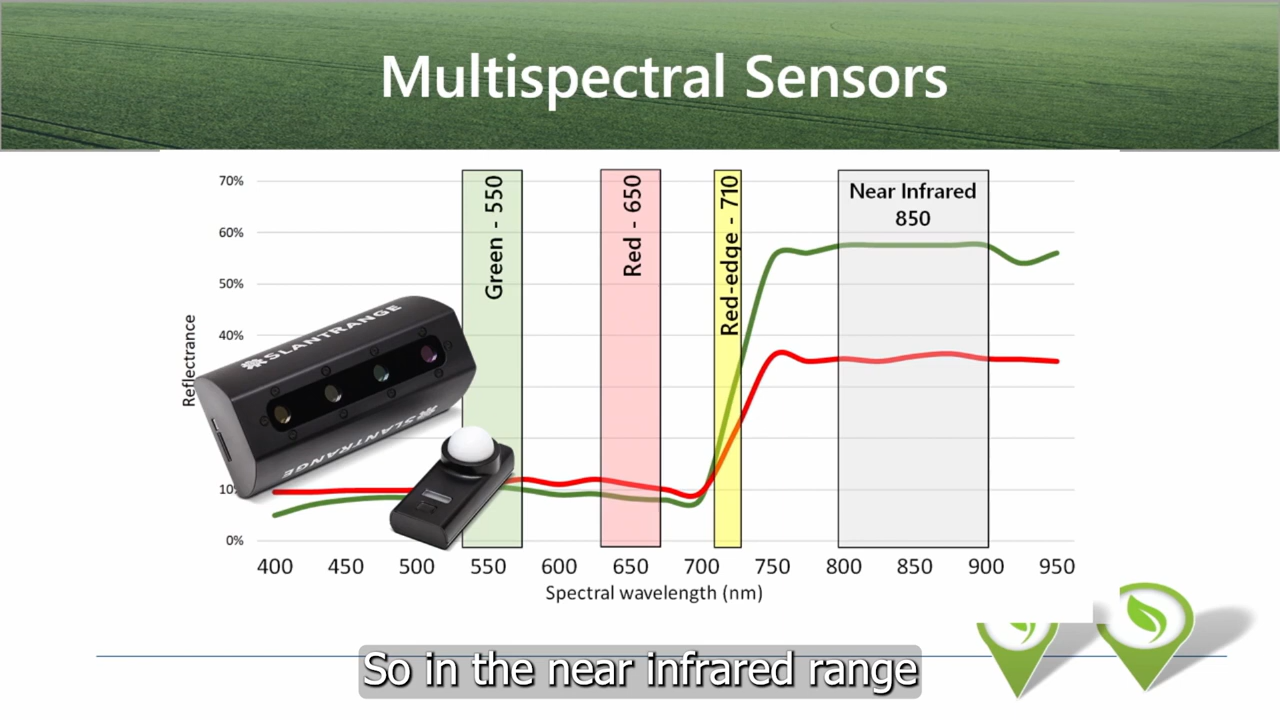 Multispectral Sensors
70%
60%
50%
40%
10
0%
Reflectrance
Green - 550
Red - 650
Red-edge - 710
Near Infrared
850
SLANTRANGE
SLANTRANGE
400 450 500 550 600 650 700 750 800 850 900 950
Spectral wavelength (nm)
So in the near infrared range